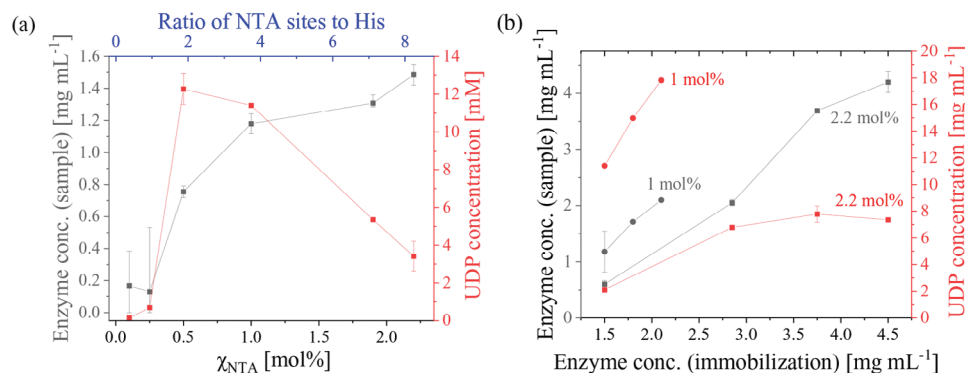 (a)
Ratio of NTA sites to His
0 2 4 6 8
Enzyme conc. (sample) [mg mL⁻¹]
1.6
1.4
1.2
1.0
0.8
0.6
0.4
0.2
0.0
14
12
10
8
6
4
2
0
UDP concentration [mM]
0.0 0.5 1.0 1.5 2.0
χNTA [mol%]
(b)
Enzyme conc. (sample) [mg mL⁻¹]
4
3
2
1
1 mol%
2.2 mol%
1 mol%
2.2 mol%
20
18
16
14
12
10
8
6
4
2
0
UDP concentration [mg mL⁻¹]
1.5 2.0 2.5 3.0 3.5 4.0 4.5
Enzyme conc. (immobilization) [mg mL⁻¹]